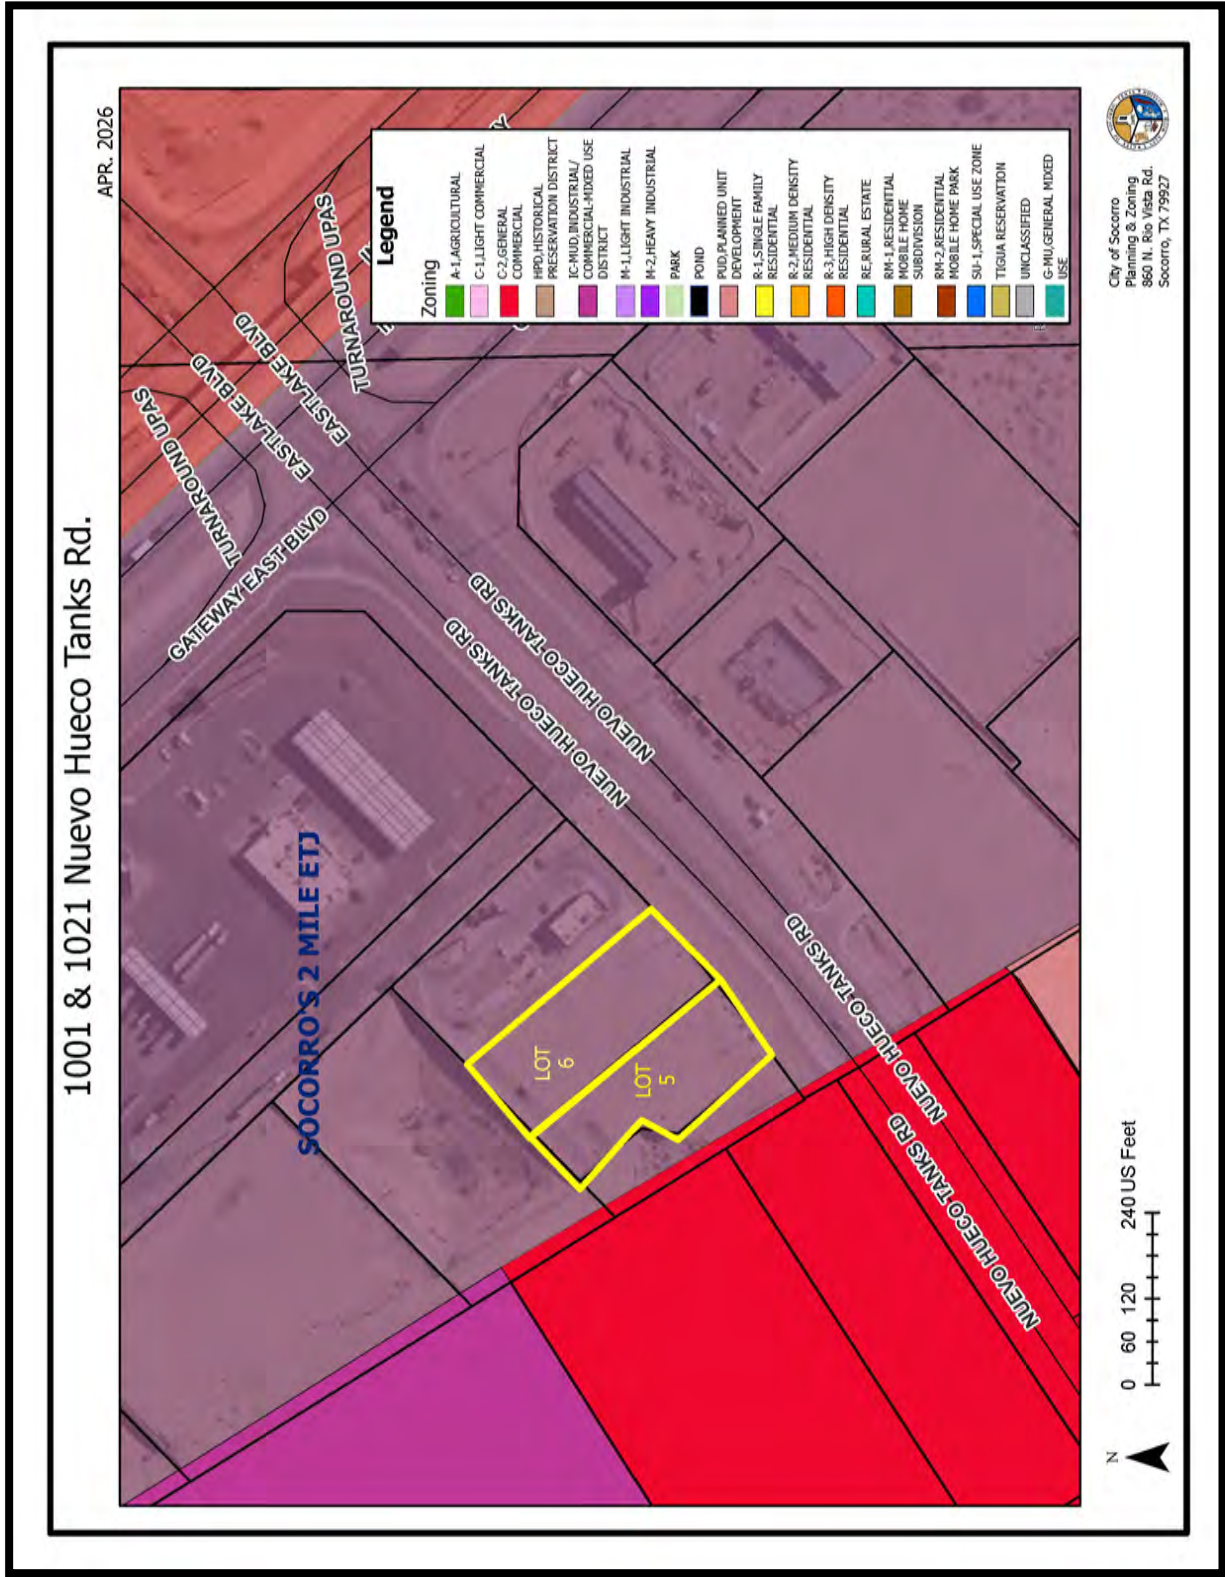 1001 & 1021 Nuevo Hueco Tanks Rd.
APR. 2026
TURNAROUND UPAS
EASTLAKE BLVD
EASTLAKE BLVD
TURNAROUND UPAS
GATEWAY EAST BLVD
NUEVO HUECO TANKS RD
NUEVO HUECO TANKS RD
SOCORRO'S 2 MILE ETJ
LOT
6
LOT
5
NUEVO HUECO TANKS RD
NUEVO HUECO TANKS RD
NUEVO HUECO TANKS RD
Legend
Zoning
A-1,AGRICULTURAL
C-1,LIGHT COMMERCIAL
C-2,GENERAL
COMMERCIAL
HPD,HISTORICAL
PRESERVATION DISTRICT
IC-MUD,INDUSTRIAL/
COMMERCIAL-MIXED USE
DISTRICT
M-1,LIGHT INDUSTRIAL
M-2,HEAVY INDUSTRIAL
PARK
POND
PUD,PLANNED UNIT
DEVELOPMENT
R-1,SINGLE FAMILY
RESIDENTIAL
R-2,MEDIUM DENSITY
RESIDENTIAL
R-3,HIGH DENSITY
RESIDENTIAL
RE,RURAL ESTATE
RM-1,RESIDENTIAL
MOBILE HOME
SUBDIVISION
RM-2,RESIDENTIAL
MOBILE HOME PARK
SU-1,SPECIAL USE ZONE
TIGUA RESERVATION
UNCLASSIFIED
G-MU,GENERAL MIXED
USE
N
0 60 120 240 US Feet
City of Socorro
Planning & Zoning
860 N. Rio Vista Rd.
Socorro, TX 79927